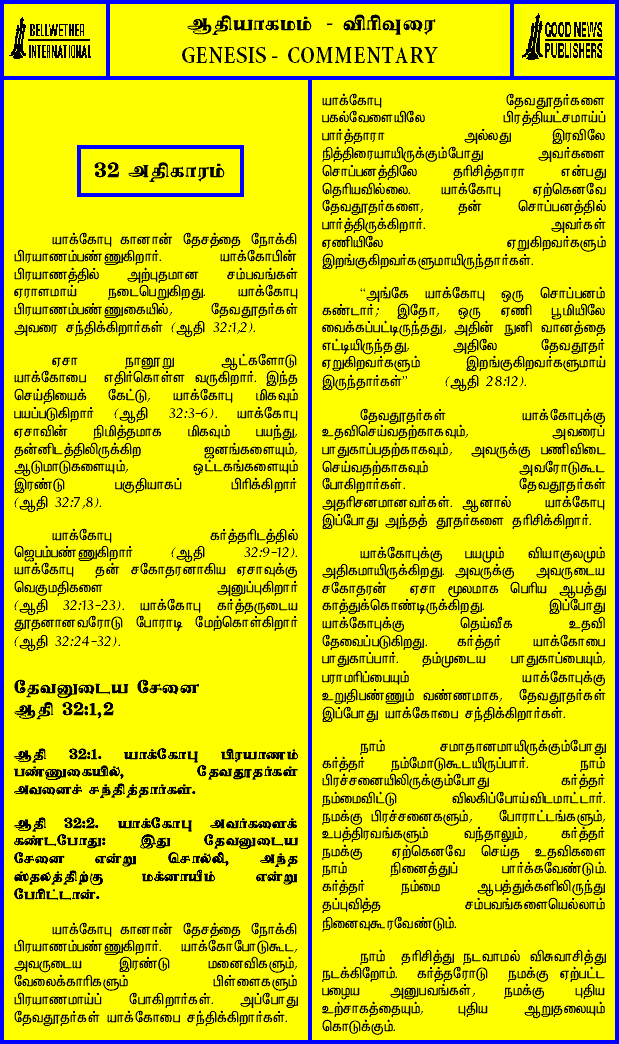 BELLWETHER
INTERNATIONAL
ஆதியாகமம் - விரிவுரை
GENESIS - COMMENTARY
GOOD NEWS
PUBLISHERS
32 அதிகாரம்
யாக்கோபு கானான் தேசத்தை நோக்கி
பிரயாணம்பண்ணுகிறார். யாக்கோபின்
பிரயாணத்தில் அற்புதமான சம்பவங்கள்
ஏராளமாய் நடைபெறுகிறது. யாக்கோபு
பிரயாணம்பண்ணுகையில், தேவதூதர்கள்
அவரை சந்திக்கிறார்கள் (ஆதி 32:1,2).
ஏசா நானூறு ஆட்களோடு
யாக்கோபை எதிர்கொள்ள வருகிறார். இந்த
செய்தியைக் கேட்டு, யாக்கோபு மிகவும்
பயப்படுகிறார் (ஆதி 32:3-6). யாக்கோபு
ஏசாவின் நிமித்தமாக மிகவும் பயந்து,
தன்னிடத்திலிருக்கிற ஜனங்களையும்,
ஆடுமாடுகளையும், ஒட்டகங்களையும்
இரண்டு பகுதியாகப் பிரிக்கிறார்
(ஆதி 32:7,8).
யாக்கோபு கர்த்தரிடத்தில்
ஜெபம்பண்ணுகிறார் (ஆதி 32:9-12).
யாக்கோபு தன் சகோதரனாகிய ஏசாவுக்கு
வெகுமதிகளை அனுப்புகிறார்
(ஆதி 32:13-23). யாக்கோபு கர்த்தருடைய
தூதனானவரோடு போராடி மேற்கொள்கிறார்
(ஆதி 32:24-32).
தேவனுடைய சேனை
ஆதி 32:1,2
ஆதி 32:1. யாக்கோபு பிரயாணம்
பண்ணுகையில், தேவதூதர்கள்
அவனைச் சந்தித்தார்கள்.
ஆதி 32:2. யாக்கோபு அவர்களைக்
கண்டபோது: இது தேவனுடைய
சேனை என்று சொல்லி, அந்த
ஸ்தலத்திற்கு மக்னாயீம் என்று
பேரிட்டான்.
யாக்கோபு கானான் தேசத்தை நோக்கி
பிரயாணம்பண்ணுகிறார். யாக்கோபோடுகூட,
அவருடைய இரண்டு மனைவிகளும்,
வேலைக்காரிகளும் பிள்ளைகளும்
பிரயாணமாய்ப் போகிறார்கள். அப்போது
தேவதூதர்கள் யாக்கோபை சந்திக்கிறார்கள்.
யாக்கோபு தேவதூதர்களை
பகல்வேளையிலே பிரத்தியட்சமாய்ப்
பார்த்தாரா அல்லது இரவிலே
நித்திரையாயிருக்கும்போது அவர்களை
சொப்பனத்திலே தரிசித்தாரா என்பது
தெரியவில்லை. யாக்கோபு ஏற்கெனவே
தேவதூதர்களை, தன் சொப்பனத்தில்
பார்த்திருக்கிறார். அவர்கள்
ஏணியிலே ஏறுகிறவர்களும்
இறங்குகிறவர்களுமாயிருந்தார்கள்.
“அங்கே யாக்கோபு ஒரு சொப்பனம்
கண்டார்; இதோ, ஒரு ஏணி பூமியிலே
வைக்கப்பட்டிருந்தது, அதின் நுனி வானத்தை
எட்டியிருந்தது, அதிலே தேவதூதர்
ஏறுகிறவர்களும் இறங்குகிறவர்களுமாய்
இருந்தார்கள்” (ஆதி 28:12).
தேவதூதர்கள் யாக்கோபுக்கு
உதவிசெய்வதற்காகவும், அவரைப்
பாதுகாப்பதற்காகவும், அவருக்கு பணிவிடை
செய்வதற்காகவும் அவரோடுகூட
போகிறார்கள். தேவதூதர்கள்
அதரிசனமானவர்கள். ஆனால் யாக்கோபு
இப்போது அந்தத் தூதர்களை தரிசிக்கிறார்.
யாக்கோபுக்கு பயமும் வியாகுலமும்
அதிகமாயிருக்கிறது. அவருக்கு அவருடைய
சகோதரன் ஏசா மூலமாக பெரிய ஆபத்து
காத்துக்கொண்டிருக்கிறது. இப்போது
யாக்கோபுக்கு தெய்வீக உதவி
தேவைப்படுகிறது. கர்த்தர் யாக்கோபை
பாதுகாப்பார். தம்முடைய பாதுகாப்பையும்,
பராமரிப்பையும் யாக்கோபுக்கு
உறுதிபண்ணும் வண்ணமாக, தேவதூதர்கள்
இப்போது யாக்கோபை சந்திக்கிறார்கள்.
நாம் சமாதானமாயிருக்கும்போது
கர்த்தர் நம்மோடுகூடயிருப்பார். நாம்
பிரச்சனையிலிருக்கும்போது கர்த்தர்
நம்மைவிட்டு விலகிப்போய்விடமாட்டார்.
நமக்கு பிரச்சனைகளும், போராட்டங்களும்,
உபத்திரவங்களும் வந்தாலும், கர்த்தர்
நமக்கு ஏற்கெனவே செய்த உதவிகளை
நாம் நினைத்துப் பார்க்கவேண்டும்.
கர்த்தர் நம்மை ஆபத்துக்களிலிருந்து
தப்புவித்த சம்பவங்களையெல்லாம்
நினைவுகூரவேண்டும்.
நாம் தரிசித்து நடவாமல் விசுவாசித்து
நடக்கிறோம். கர்த்தரோடு நமக்கு ஏற்பட்ட
பழைய அனுபவங்கள், நமக்கு புதிய
உற்சாகத்தையும், புதிய ஆறுதலையும்
கொடுக்கும்.